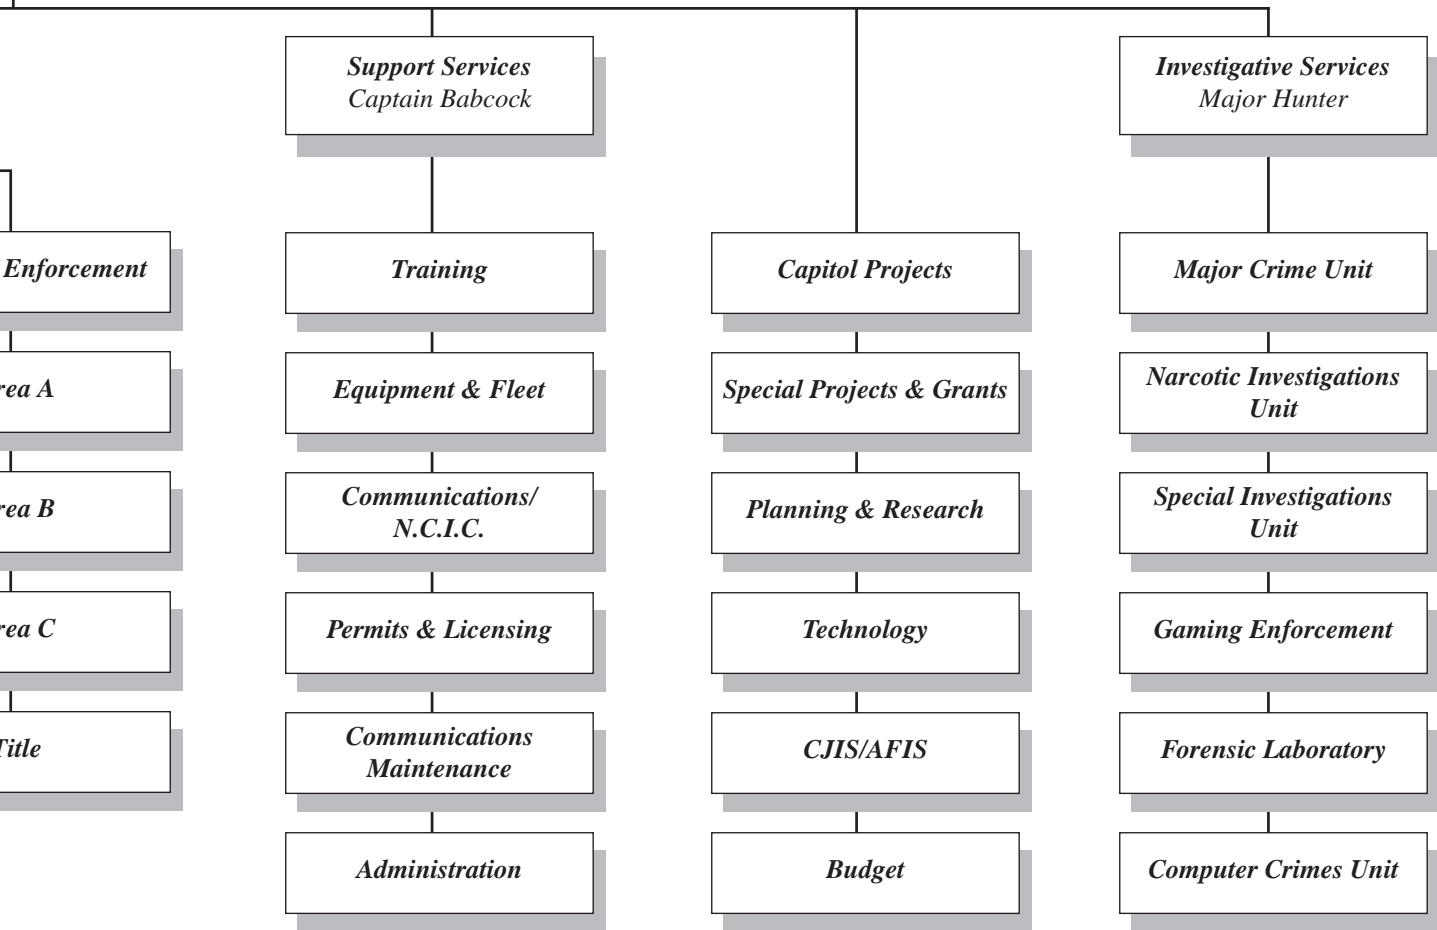 Support Services
Captain Babcock
Investigative Services
Major Hunter
Enforcement
Training
Capitol Projects
Major Crime Unit
A
Equipment & Fleet
Special Projects & Grants
Narcotic Investigations
Unit
B
Communications/
N.C.I.C.
Planning & Research
Special Investigations
Unit
C
Permits & Licensing
Technology
Gaming Enforcement
Title
Communications
Maintenance
CJIS/AFIS
Forensic Laboratory
Administration
Budget
Computer Crimes Unit